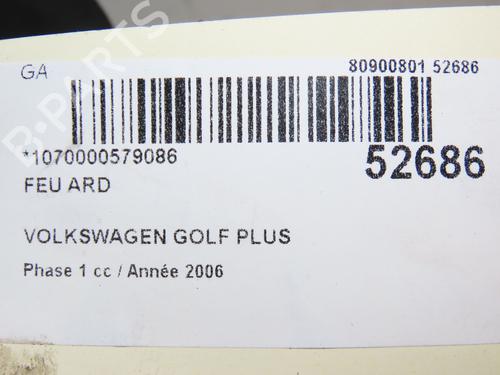 B-PARTS
GA
80900801 52686
*1070000579086
52686
FEU ARD
VOLKSWAGEN GOLF PLUS
Phase 1 cc / Année 2006